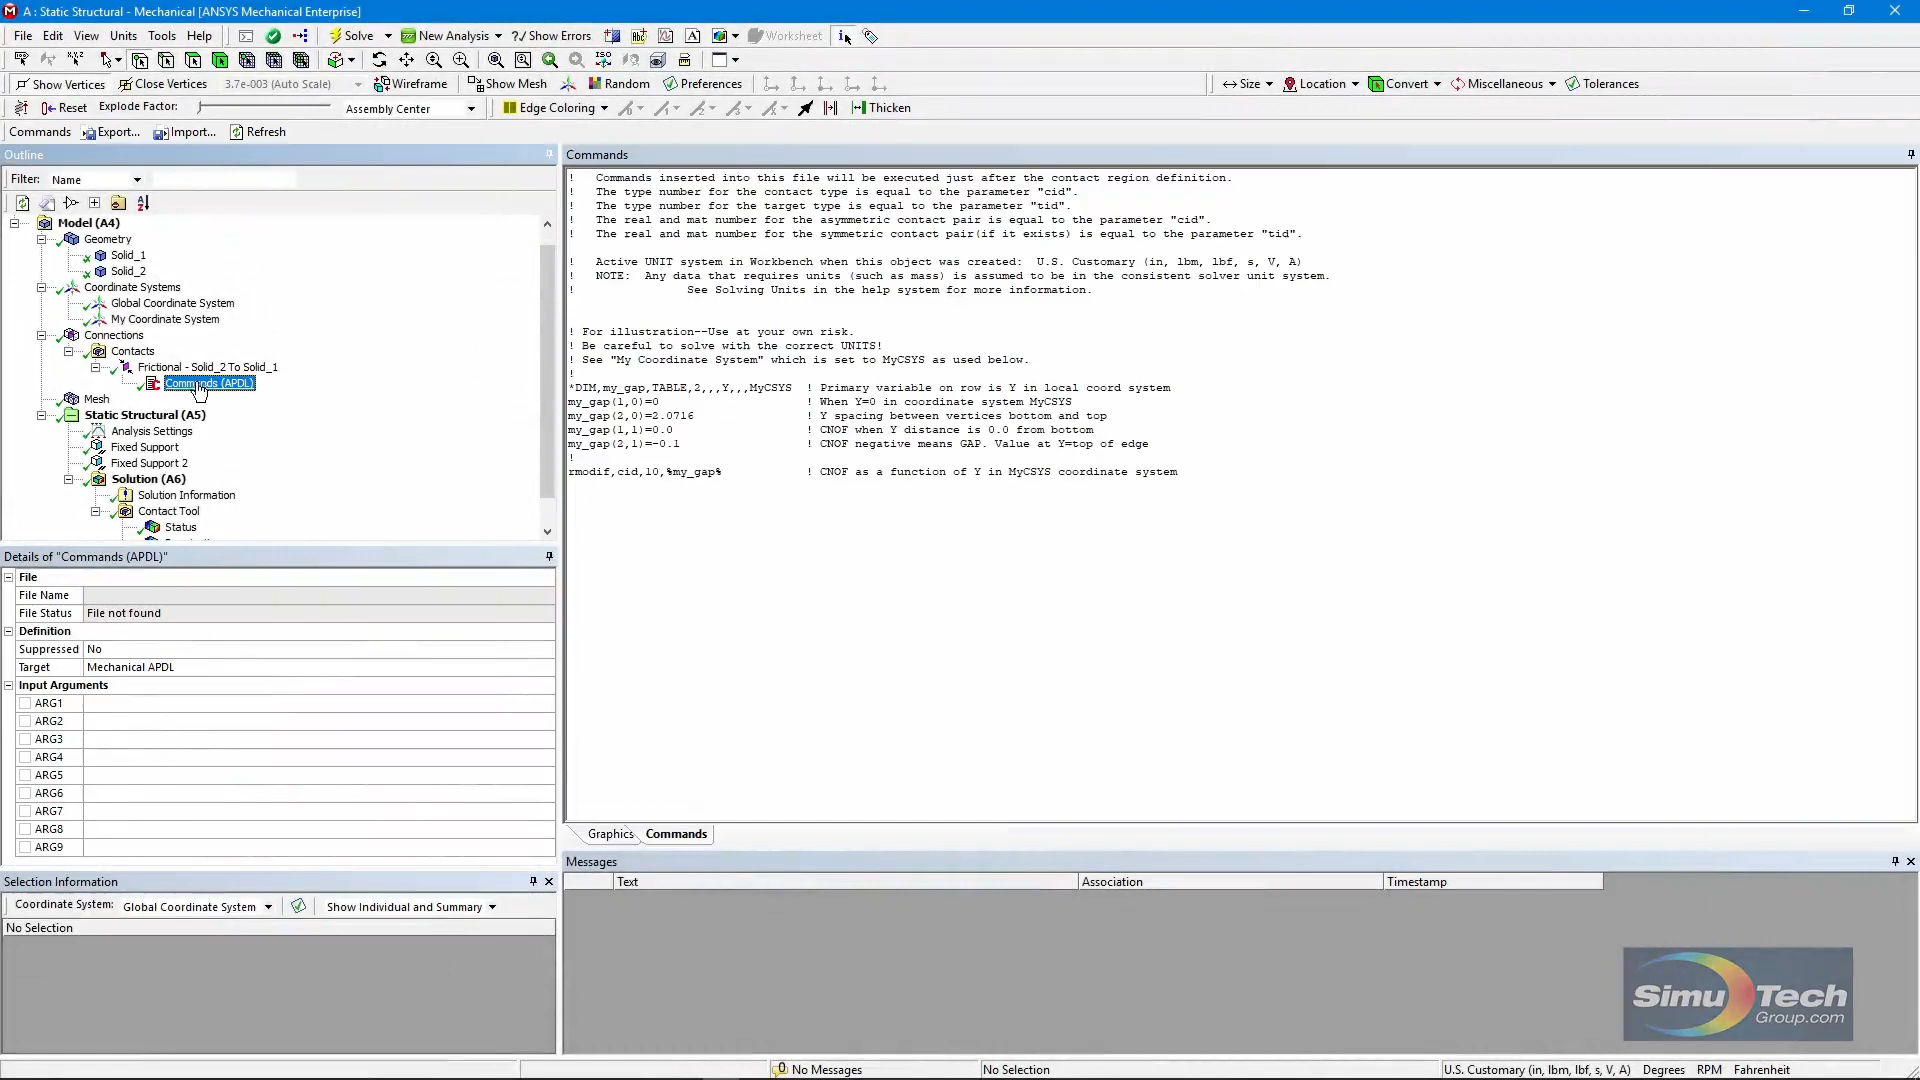 A : Static Structural - Mechanical [ANSYS Mechanical Enterprise]
File Edit View Units Tools Help Solve New Analysis ?/ Show Errors Worksheet
Show Vertices Close Vertices 3.7e-003 (Auto Scale) Wireframe Show Mesh Random Preferences Size Location Convert Miscellaneous Tolerances
Reset Explode Factor: Assembly Center Edge Coloring Thicken
Commands Export... Import... Refresh
Outline
Filter: Name
Model (A4)
Geometry
Solid_1
Solid_2
Coordinate Systems
Global Coordinate System
My Coordinate System
Connections
Contacts
Frictional - Solid_2 To Solid_1
Commands (APDL)
Mesh
Static Structural (A5)
Analysis Settings
Fixed Support
Fixed Support 2
Solution (A6)
Solution Information
Contact Tool
Status
Details of "Commands (APDL)"
File
File Name
File Status File not found
Definition
Suppressed No
Target Mechanical APDL
Input Arguments
ARG1
ARG2
ARG3
ARG4
ARG5
ARG6
ARG7
ARG8
ARG9
Selection Information
Coordinate System: Global Coordinate System Show Individual and Summary
No Selection
Commands
! Commands inserted into this file will be executed just after the contact region definition.
! The type number for the contact type is equal to the parameter "cid".
! The type number for the target type is equal to the parameter "tid".
! The real and mat number for the asymmetric contact pair is equal to the parameter "cid".
! The real and mat number for the symmetric contact pair(if it exists) is equal to the parameter "tid".
! Active UNIT system in Workbench when this object was created: U.S. Customary (in, lbm, lbf, s, V, A)
! NOTE: Any data that requires units (such as mass) is assumed to be in the consistent solver unit system.
! See Solving Units in the help system for more information.
! For illustration--Use at your own risk.
! Be careful to solve with the correct UNITS!
! See "My Coordinate System" which is set to MyCSYS as used below.
!
*DIM,my_gap,TABLE,2,,,Y,,,MyCSYS ! Primary variable on row is Y in local coord system
my_gap(1,0)=0 ! When Y=0 in coordinate system MyCSYS
my_gap(2,0)=2.0716 ! Y spacing between vertices bottom and top
my_gap(1,1)=0.0 ! CNOF when Y distance is 0.0 from bottom
my_gap(2,1)=-0.1 ! CNOF negative means GAP. Value at Y=top of edge
!
rmodif,cid,10,%my_gap% ! CNOF as a function of Y in MyCSYS coordinate system
Graphics Commands
Messages
Text Association Timestamp
SimuTech
Group.com
No Messages No Selection U.S. Customary (in, lbm, lbf, s, V, A) Degrees RPM Fahrenheit